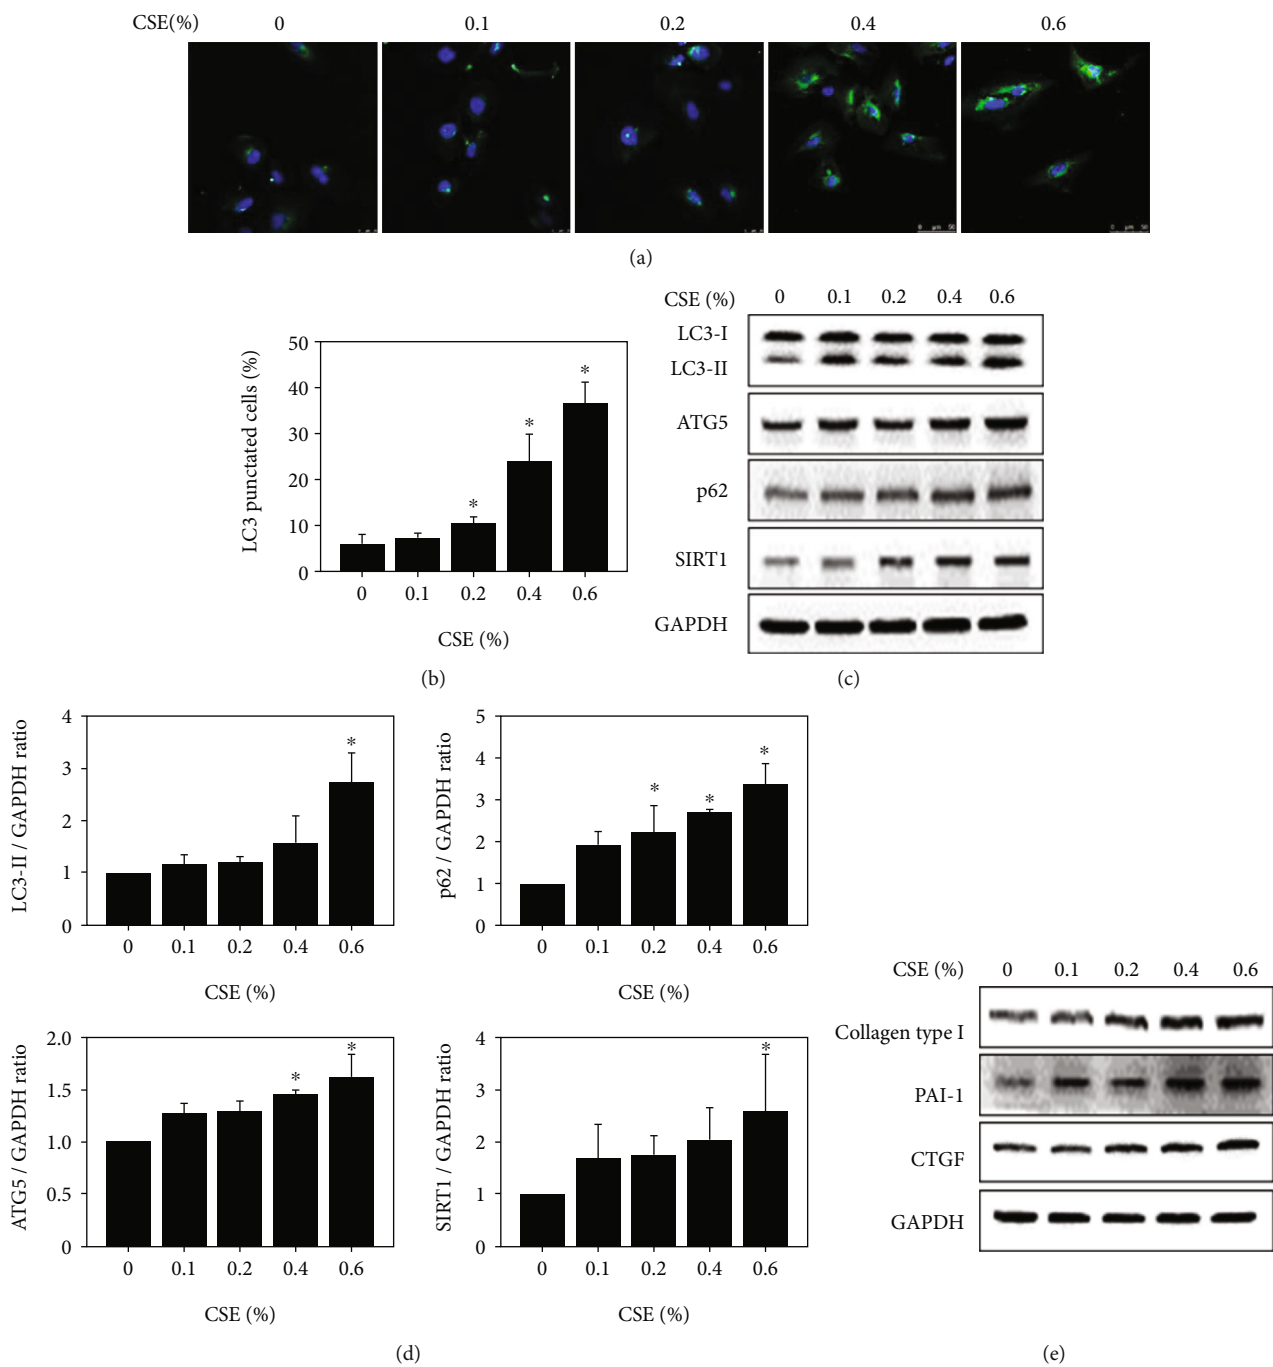 CSE(%) 0 0.1 0.2 0.4 0.6
0 µm 50
0 µm 50
(a)
LC3 punctated cells (%)
50
40
30
20
10
0
* * *
0 0.1 0.2 0.4 0.6
CSE (%)
(b)
CSE (%) 0 0.1 0.2 0.4 0.6
LC3-I
LC3-II
ATG5
p62
SIRT1
GAPDH
(c)
LC3-II / GAPDH ratio
4
3
2
1
0
*
0 0.1 0.2 0.4 0.6
CSE (%)
p62 / GAPDH ratio
5
4
3
2
1
0
* * *
0 0.1 0.2 0.4 0.6
CSE (%)
ATG5 / GAPDH ratio
2.0
1.5
1.0
0.5
0
* *
0 0.1 0.2 0.4 0.6
CSE (%)
SIRT1 / GAPDH ratio
4
3
2
1
0
*
0 0.1 0.2 0.4 0.6
CSE (%)
(d)
CSE (%) 0 0.1 0.2 0.4 0.6
Collagen type I
PAI-1
CTGF
GAPDH
(e)